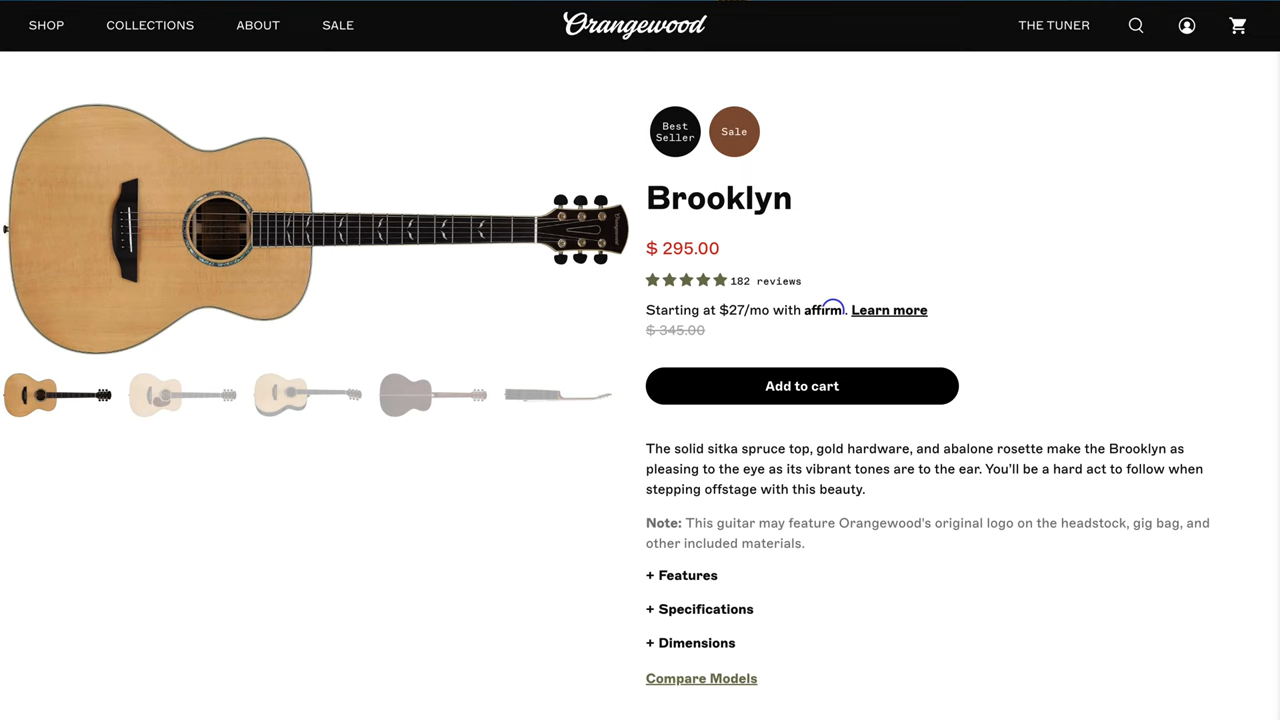 SHOP COLLECTIONS ABOUT SALE Orangewood THE TUNER
Best
Seller
Sale
Brooklyn
$ 295.00
182 reviews
Starting at $27/mo with affirm. Learn more
$ 345.00
Add to cart
The solid sitka spruce top, gold hardware, and abalone rosette make the Brooklyn as
pleasing to the eye as its vibrant tones are to the ear. You'll be a hard act to follow when
stepping offstage with this beauty.
Note: This guitar may feature Orangewood's original logo on the headstock, gig bag, and
other included materials.
+ Features
+ Specifications
+ Dimensions
Compare Models